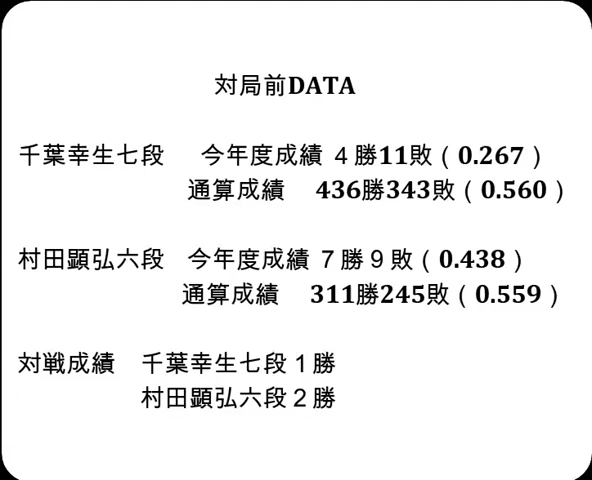 対局前DATA
千葉幸生七段 今年度成績 4勝11敗(0.267)
通算成績 436勝343敗(0.560)
村田顕弘六段 今年度成績 7勝9敗(0.438)
通算成績 311勝245敗(0.559)
対戦成績 千葉幸生七段1勝
村田顕弘六段2勝